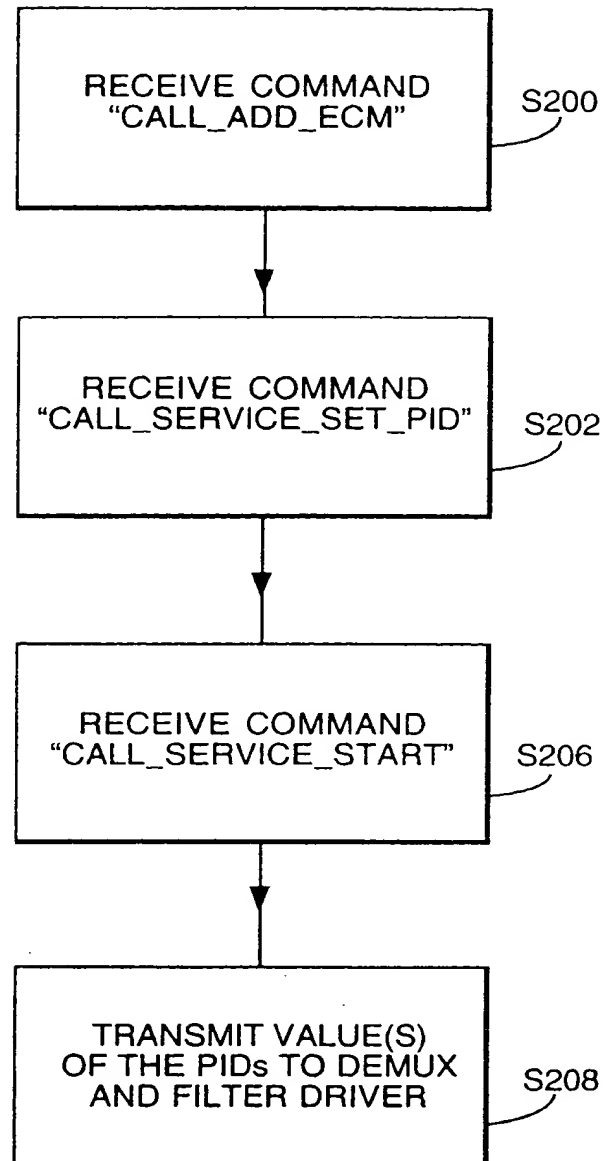 RECEIVE COMMAND
“CALL_ADD_ECM”
S200
RECEIVE COMMAND
“CALL_SERVICE_SET_PID”
S202
RECEIVE COMMAND
“CALL_SERVICE_START”
S206
TRANSMIT VALUE(S)
OF THE PIDs TO DEMUX
AND FILTER DRIVER
S208